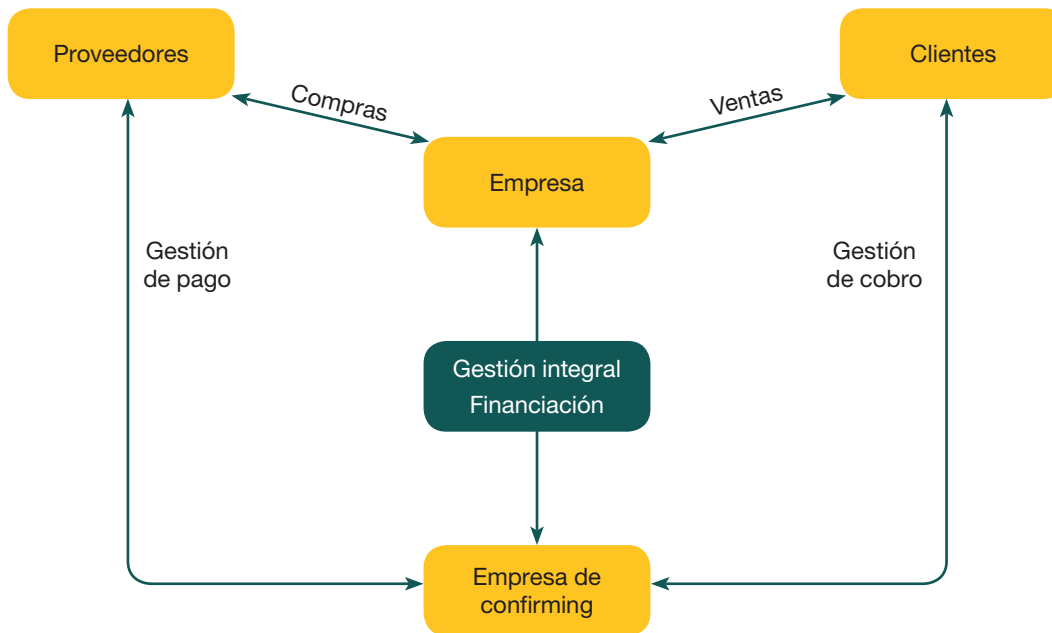 Proveedores
Clientes
Compras
Ventas
Empresa
Gestión
de pago
Gestión
de cobro
Gestión integral
Financiación
Empresa de
confirming